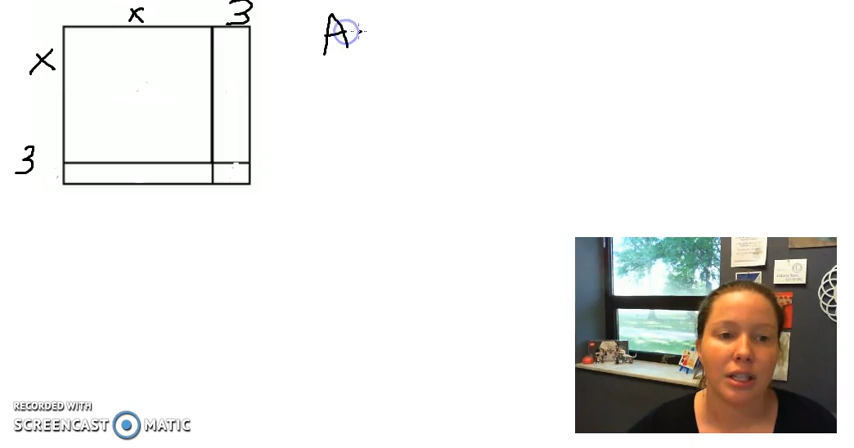 x 3
A
x
3
RECORDED WITH
SCREENCAST MATIC